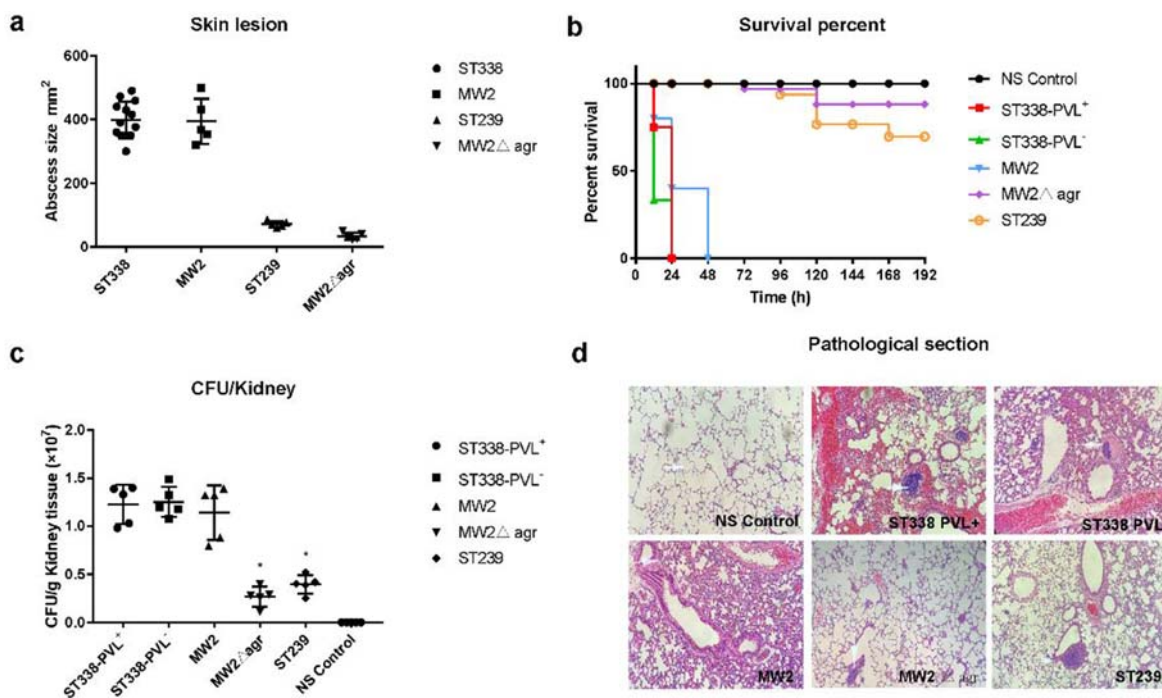 a
Skin lesion
Abscess size mm²
600
400
200
0
ST338
MW2
ST239
MW2△agr
ST338
MW2
ST239
MW2△ agr
b
Survival percent
Percent survival
100
50
0
0 24 48 72 96 120 144 168 192
Time (h)
NS Control
ST338-PVL⁺
ST338-PVL⁻
MW2
MW2△ agr
ST239
c
CFU/Kidney
CFU/g Kidney tissue (×10⁷)
2.0
1.5
1.0
0.5
0.0
* *
ST338-PVL⁺
ST338-PVL⁻
MW2
MW2△agr
ST239
NS Control
ST338-PVL⁺
ST338-PVL⁻
MW2
MW2△ agr
ST239
d
Pathological section
NS Control
ST338 PVL+
ST338 PVL
MW2
MW2 △ agr
ST239